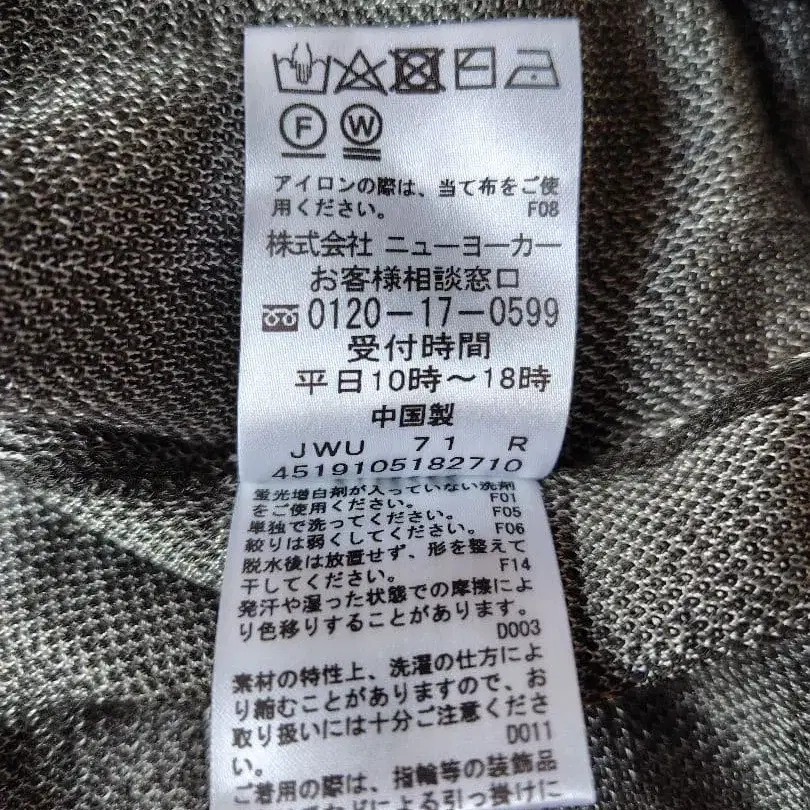 F W
アイロンの際は、当て布をご使
用ください。 F08
株式会社 ニューヨーカー
お客様相談窓口
0120-17-0599
受付時間
平日10時～18時
中国製
JWU 71 R
4519105182710
蛍光増白剤が入っていない洗剤
をご使用ください。 F01
単独で洗ってください。 F05
絞りは弱くしてください。 F06
脱水後は放置せず、形を整えて
干してください。 F14
発汗や湿った状態での摩擦によ
り色移りすることがあります。
D003
素材の特性上、洗濯の仕方によ
り縮むことがありますので、お
取り扱いには十分ご注意くださ
い。 D011
ご着用の際は、指輪等の装飾品
などによる引っ掛けに